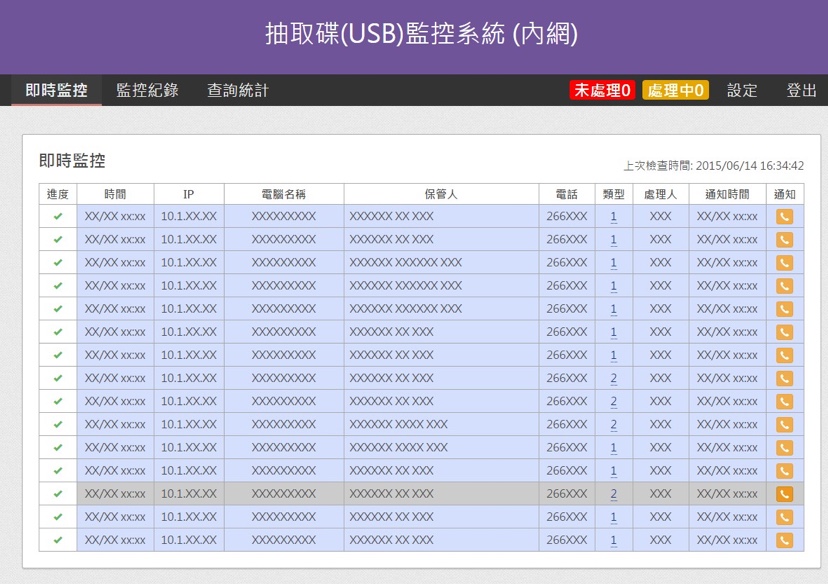 抽取碟(USB)監控系統 (內網)
即時監控 監控紀錄 查詢統計 未處理0 處理中0 設定 登出
即時監控
上次檢查時間: 2015/06/14 16:34:42
進度 時間 IP 電腦名稱 保管人 電話 類型 處理人 通知時間 通知
XX/XX xx:xx 10.1.XX.XX XXXXXXXXX XXXXXX XX XXX 266XXX 1 XXX XX/XX xx:xx
XX/XX xx:xx 10.1.XX.XX XXXXXXXXX XXXXXX XX XXX 266XXX 1 XXX XX/XX xx:xx
XX/XX xx:xx 10.1.XX.XX XXXXXXXXX XXXXXX XXXXXX XXX 266XXX 1 XXX XX/XX xx:xx
XX/XX xx:xx 10.1.XX.XX XXXXXXXXX XXXXXX XXXXXX XXX 266XXX 1 XXX XX/XX xx:xx
XX/XX xx:xx 10.1.XX.XX XXXXXXXXX XXXXXX XXXXXX XXX 266XXX 1 XXX XX/XX xx:xx
XX/XX xx:xx 10.1.XX.XX XXXXXXXXX XXXXXX XX XXX 266XXX 1 XXX XX/XX xx:xx
XX/XX xx:xx 10.1.XX.XX XXXXXXXXX XXXXXX XX XXX 266XXX 1 XXX XX/XX xx:xx
XX/XX xx:xx 10.1.XX.XX XXXXXXXXX XXXXXX XX XXX 266XXX 2 XXX XX/XX xx:xx
XX/XX xx:xx 10.1.XX.XX XXXXXXXXX XXXXXX XX XXX 266XXX 2 XXX XX/XX xx:xx
XX/XX xx:xx 10.1.XX.XX XXXXXXXXX XXXXXX XXXX XXX 266XXX 2 XXX XX/XX xx:xx
XX/XX xx:xx 10.1.XX.XX XXXXXXXXX XXXXXX XXXX XXX 266XXX 1 XXX XX/XX xx:xx
XX/XX xx:xx 10.1.XX.XX XXXXXXXXX XXXXXX XX XXX 266XXX 1 XXX XX/XX xx:xx
XX/XX xx:xx 10.1.XX.XX XXXXXXXXX XXXXXX XX XXX 266XXX 2 XXX XX/XX xx:xx
XX/XX xx:xx 10.1.XX.XX XXXXXXXXX XXXXXX XX XXX 266XXX 1 XXX XX/XX xx:xx
XX/XX xx:xx 10.1.XX.XX XXXXXXXXX XXXXXX XX XXX 266XXX 1 XXX XX/XX xx:xx